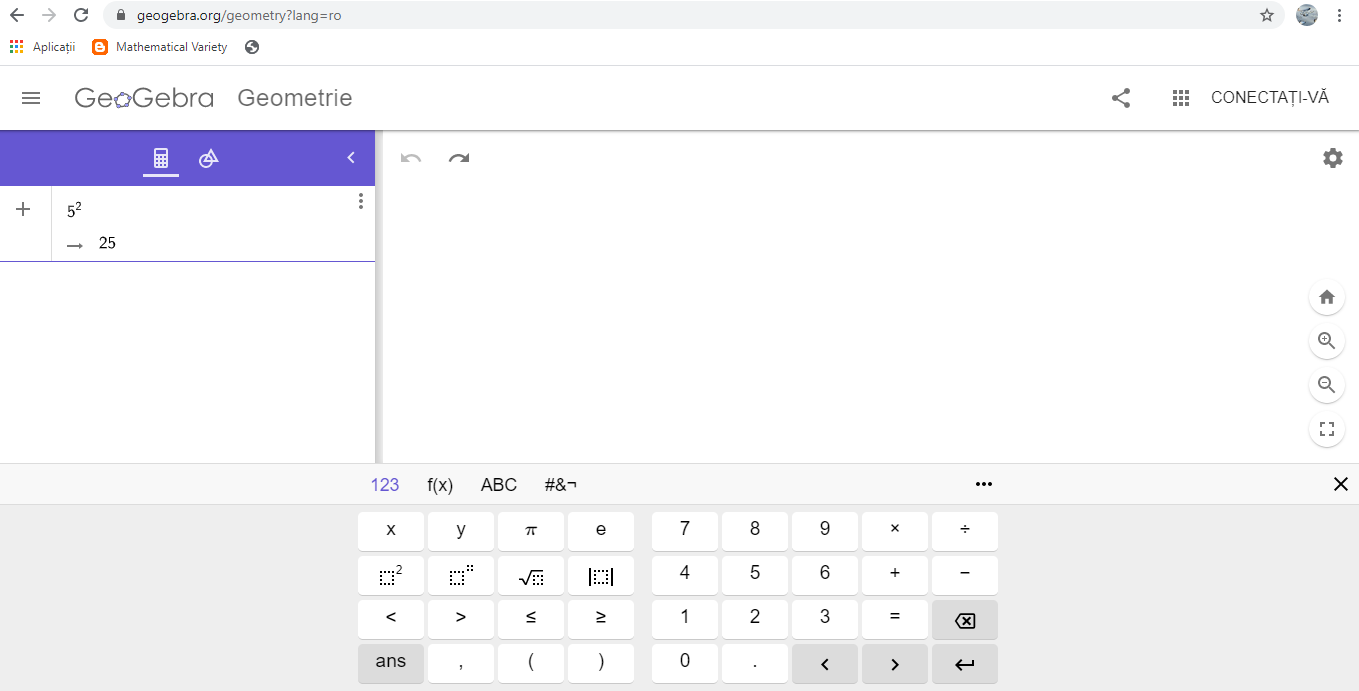 geogebra.org/geometry?lang=ro
Aplicații Mathematical Variety
GeoGebra Geometrie CONECTAȚI-VĂ
+ 5²
→ 25
123 f(x) ABC #&¬ •••
x y π e 7 8 9 × ÷
² √ | | 4 5 6 + −
< > ≤ ≥ 1 2 3 =
ans , ( ) 0 . < >